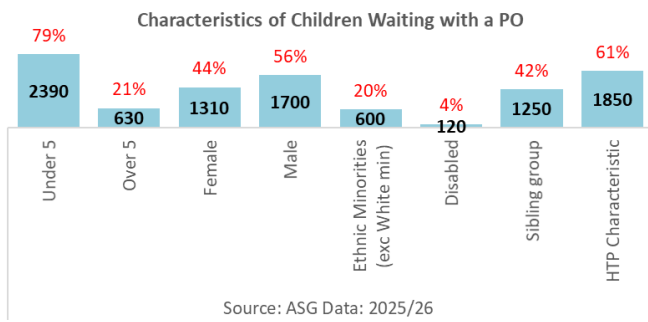 Characteristics of Children Waiting with a PO
79%
21%
44%
56%
20%
4%
42%
61%
2390
630
1310
1700
600
120
1250
1850
Under 5
Over 5
Female
Male
Ethnic Minorities
(exc White min)
Disabled
Sibling group
HTP Characteristic
Source: ASG Data: 2025/26